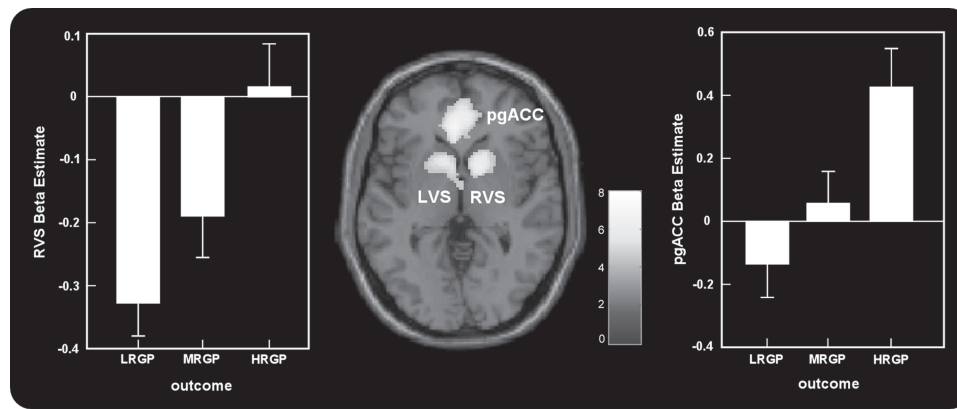 RVS Beta Estimate
0.1
0
-0.1
-0.2
-0.3
-0.4
LRGP MRGP HRGP
outcome
pgACC
LVS RVS
8
6
4
2
0
pgACC Beta Estimate
0.6
0.4
0.2
0
-0.2
-0.4
LRGP MRGP HRGP
outcome